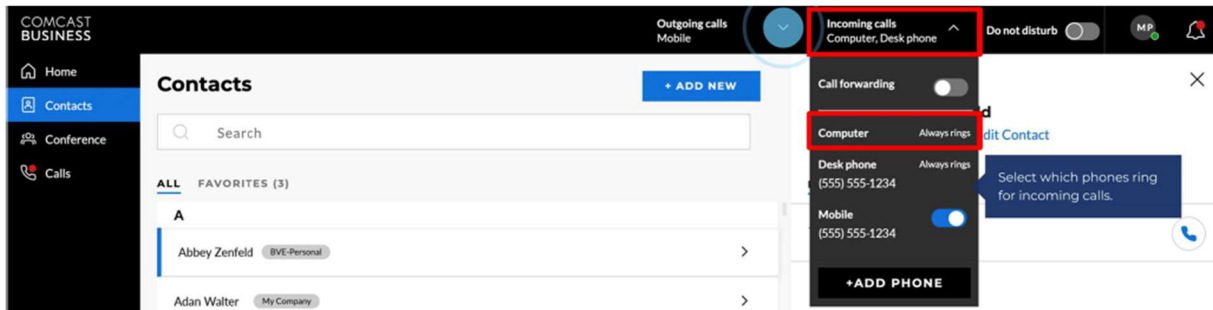 COMCAST
BUSINESS
Outgoing calls
Mobile
Incoming calls
Computer, Desk phone
Do not disturb
MP
Home
Contacts
Conference
Calls
Contacts
+ ADD NEW
Search
ALL FAVORITES (3)
A
Abbey Zenfeld BVE-Personal
Adan Walter My Company
Call forwarding
Computer Always rings
Desk phone Always rings
(555) 555-1234
Mobile
(555) 555-1234
+ADD PHONE
d
dit Contact
Select which phones ring
for incoming calls.